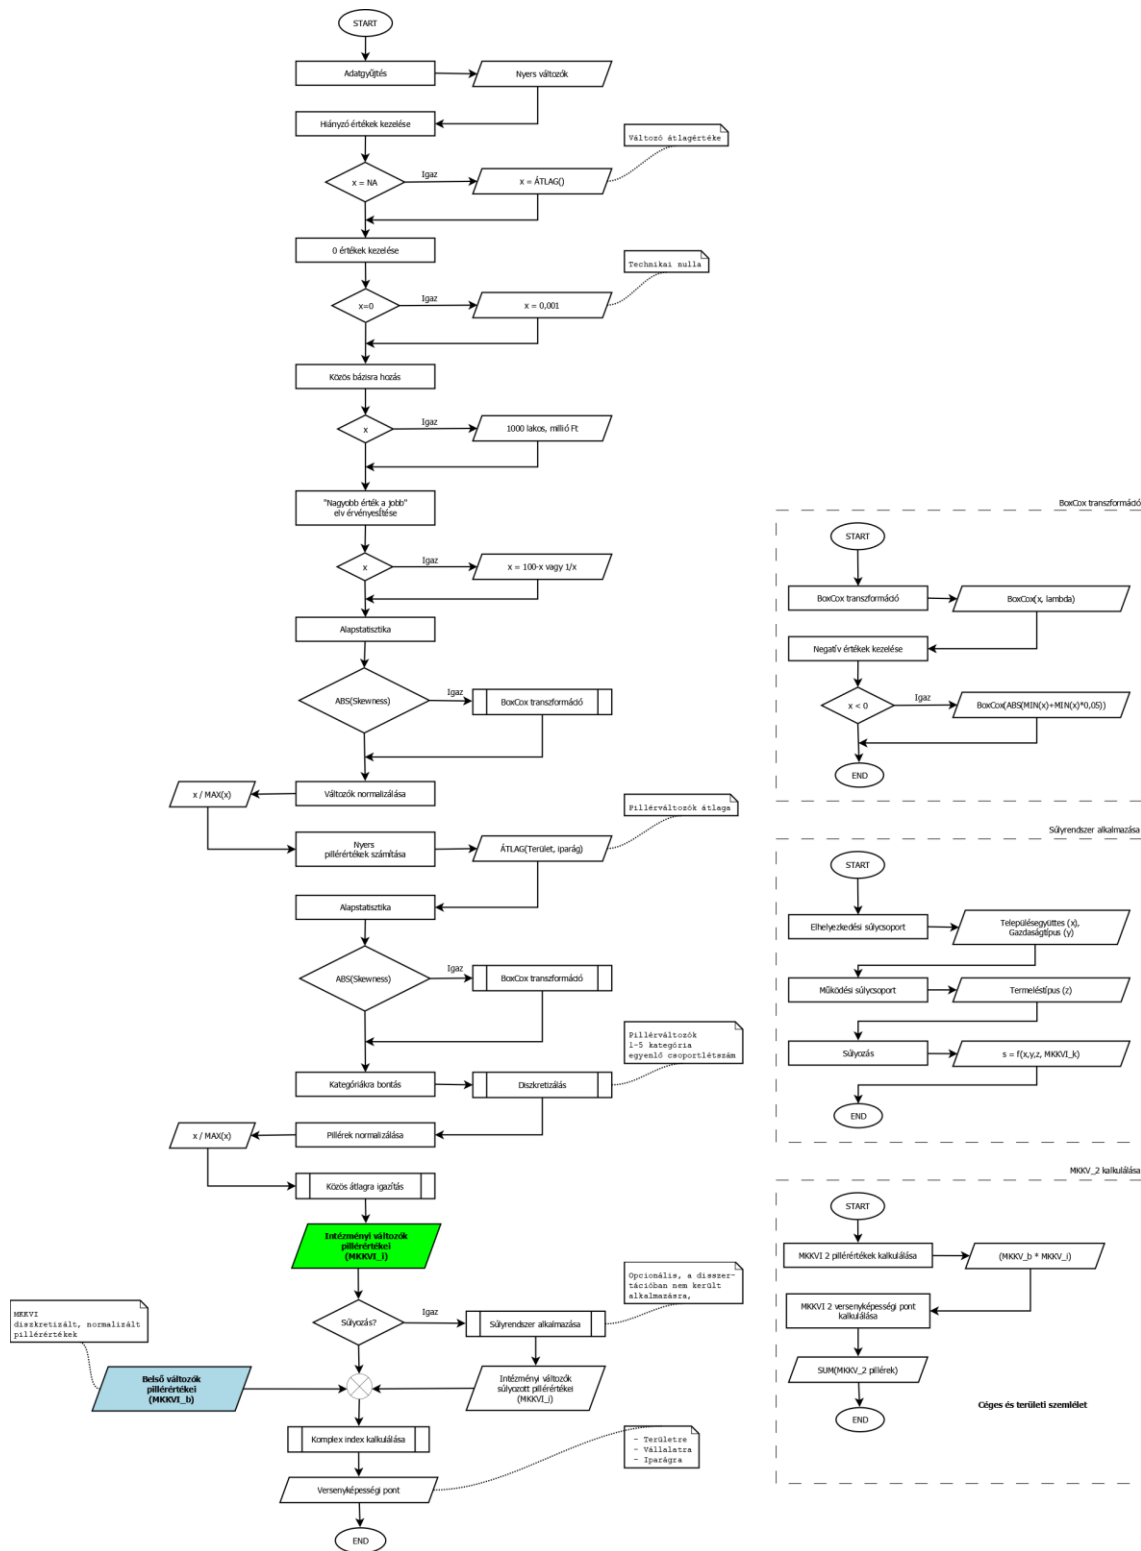 START
Adatgyűjtés
Nyers változók
Hiányzó értékek kezelése
Változó átlagértéke
x = NA
Igaz
x = ÁTLAG()
0 értékek kezelése
Technikai nulla
x=0
Igaz
x = 0,001
Közös bázisra hozás
x
Igaz
1000 lakos, millió Ft
"Nagyobb érték a jobb"
elv érvényesítése
x
Igaz
x = 100-x vagy 1/x
Alapstatisztika
ABS(Skewness)
Igaz
BoxCox transzformáció
x / MAX(x)
Változók normalizálása
Pillérváltozók átlaga
Nyers
pillérértékek számítása
ÁTLAG(Terület, iparág)
Alapstatisztika
ABS(Skewness)
Igaz
BoxCox transzformáció
Pillérváltozók
1-5 kategória
egyenlő csoportlétszám
Kategóriákra bontás
Diszkretizálás
x / MAX(x)
Pillérek normalizálása
Közös átlagra igazítás
Intézményi változók
pillérértékei
(MKKVI_i)
Opcionális, a disszer-
tációban nem került
alkalmazásra,
MKKVI
diszkretizált, normalizált
pillérértékek
Súlyozás?
Igaz
Súlyrendszer alkalmazása
Belső változók
pillérértékei
(MKKVI_b)
Intézményi változók
súlyozott pillérértékei
(MKKVI_i)
Komplex index kalkulálása
- Területre
- Vállalatra
- Iparágra
Versenyképességi pont
END
BoxCox transzformáció
START
BoxCox transzformáció
BoxCox(x, lambda)
Negatív értékek kezelése
x < 0
Igaz
BoxCox(ABS(MIN(x)+MIN(x)*0,05))
END
Súlyrendszer alkalmazása
START
Elhelyezkedési súlycsoport
Településegyüttes (x),
Gazdaságtípus (y)
Működési súlycsoport
Termeléstípus (z)
Súlyozás
s = f(x,y,z, MKKVI_k)
END
MKKV_2 kalkulálása
START
MKKVI 2 pillérértékek kalkulálása
(MKKV_b * MKKV_i)
MKKVI 2 versenyképességi pont
kalkulálása
SUM(MKKV_2 pillérek)
Céges és területi szemlélet
END